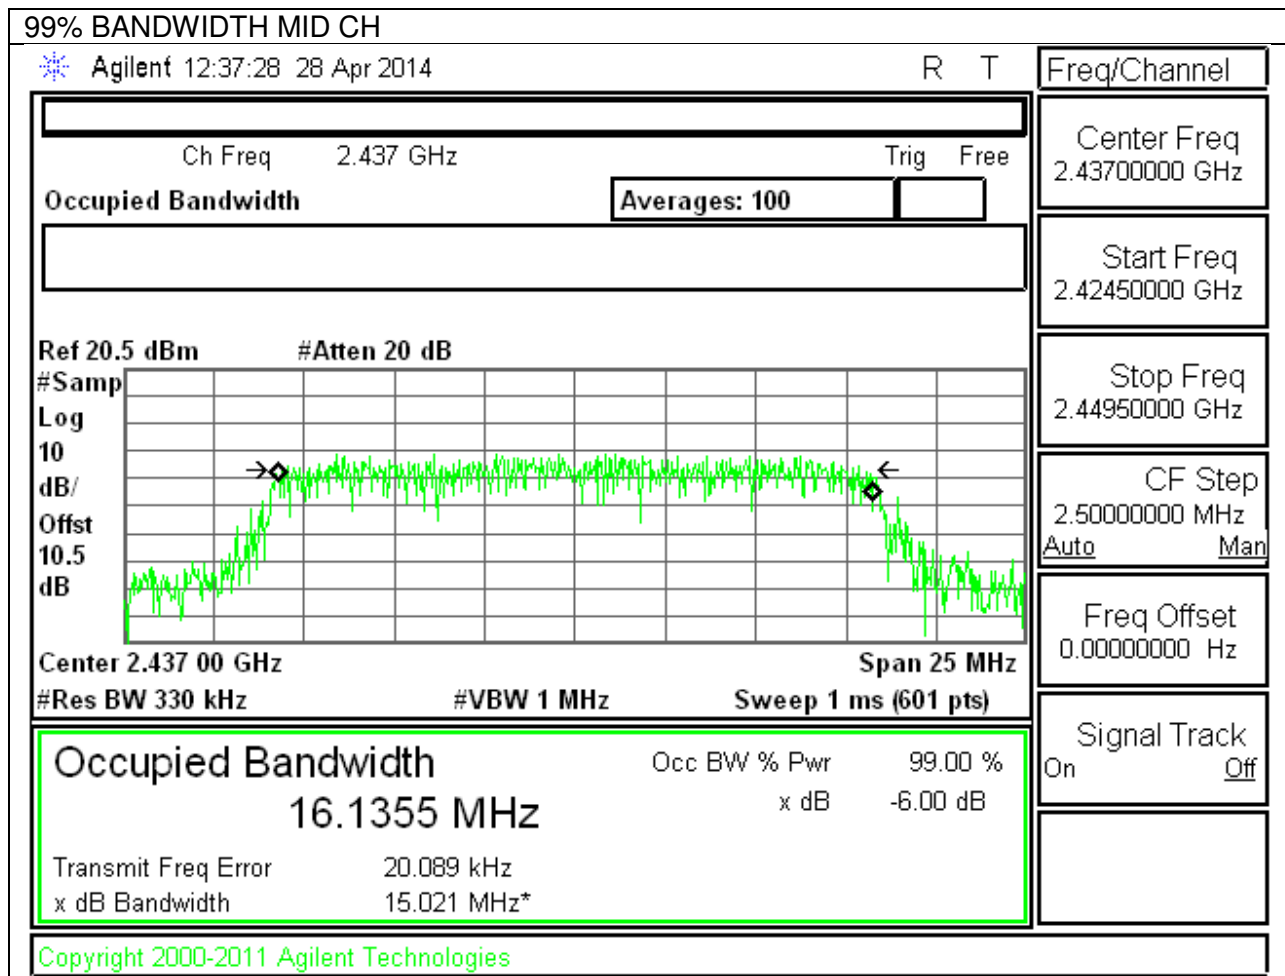 99% BANDWIDTH MID CH
Agilent 12:37:28 28 Apr 2014 R T
Freq/Channel
Ch Freq 2.437 GHz Trig Free
Occupied Bandwidth Averages: 100
Ref 20.5 dBm #Atten 20 dB
#Samp
Log
10
dB/
Offst
10.5
dB
Center 2.437 00 GHz Span 25 MHz
#Res BW 330 kHz #VBW 1 MHz Sweep 1 ms (601 pts)
Occupied Bandwidth Occ BW % Pwr 99.00 %
16.1355 MHz x dB -6.00 dB
Transmit Freq Error 20.089 kHz
x dB Bandwidth 15.021 MHz*
Center Freq
2.43700000 GHz
Start Freq
2.42450000 GHz
Stop Freq
2.44950000 GHz
CF Step
2.50000000 MHz
Auto Man
Freq Offset
0.00000000 Hz
Signal Track
On Off
Copyright 2000-2011 Agilent Technologies